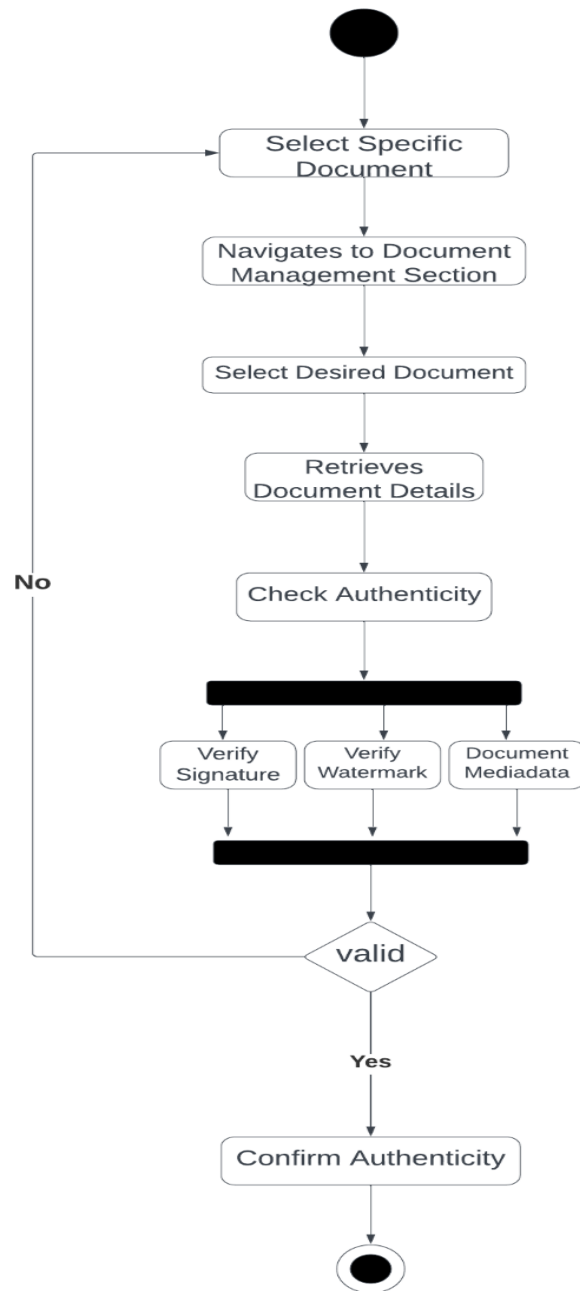 Select Specific
Document
Navigates to Document
Management Section
Select Desired Document
Retrieves
Document Details
No
Check Authenticity
Verify
Signature
Verify
Watermark
Document
Mediadata
valid
Yes
Confirm Authenticity